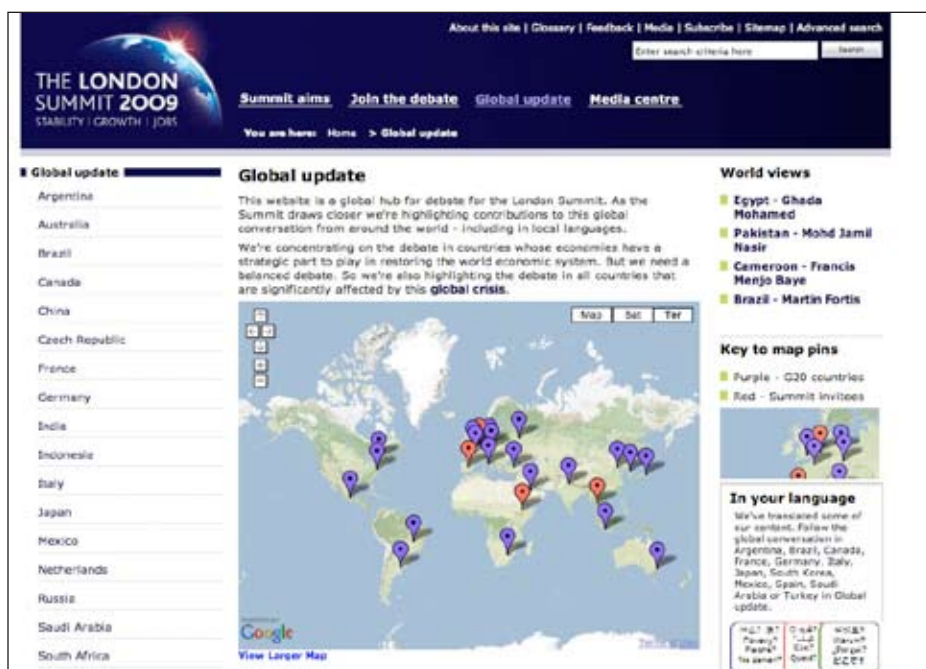 About this site | Glossary | Feedback | Media | Subscribe | Sitemap | Advanced search
Enter search criteria here
Search
THE LONDON
SUMMIT 2009
STABILITY | GROWTH | JOBS
Summit aims Join the debate Global update Media centre
You are here: Home > Global update
Global update
Argentina
Australia
Brazil
Canada
China
Czech Republic
France
Germany
India
Indonesia
Italy
Japan
Mexico
Netherlands
Russia
Saudi Arabia
South Africa
Global update
This website is a global hub for debate for the London Summit. As the
Summit draws closer we're highlighting contributions to this global
conversation from around the world - including in local languages.
We're concentrating on the debate in countries whose economies have a
strategic part to play in restoring the world economic system. But we need a
balanced debate. So we're also highlighting the debate in all countries that
are significantly affected by this global crisis.
Map Sat Ter
Google
View Larger Map
World views
Egypt - Ghada
Mohamed
Pakistan - Mohd Jamil
Nasir
Cameroon - Francis
Menjo Baye
Brazil - Martin Fortis
Key to map pins
Purple - G20 countries
Red - Summit invitees
In your language
We've translated some of
our content. Follow the
global conversation in
Argentina, Brazil, Canada,
France, Germany, Italy,
Japan, South Korea,
Mexico, Spain, Saudi
Arabia or Turkey in Global
update.